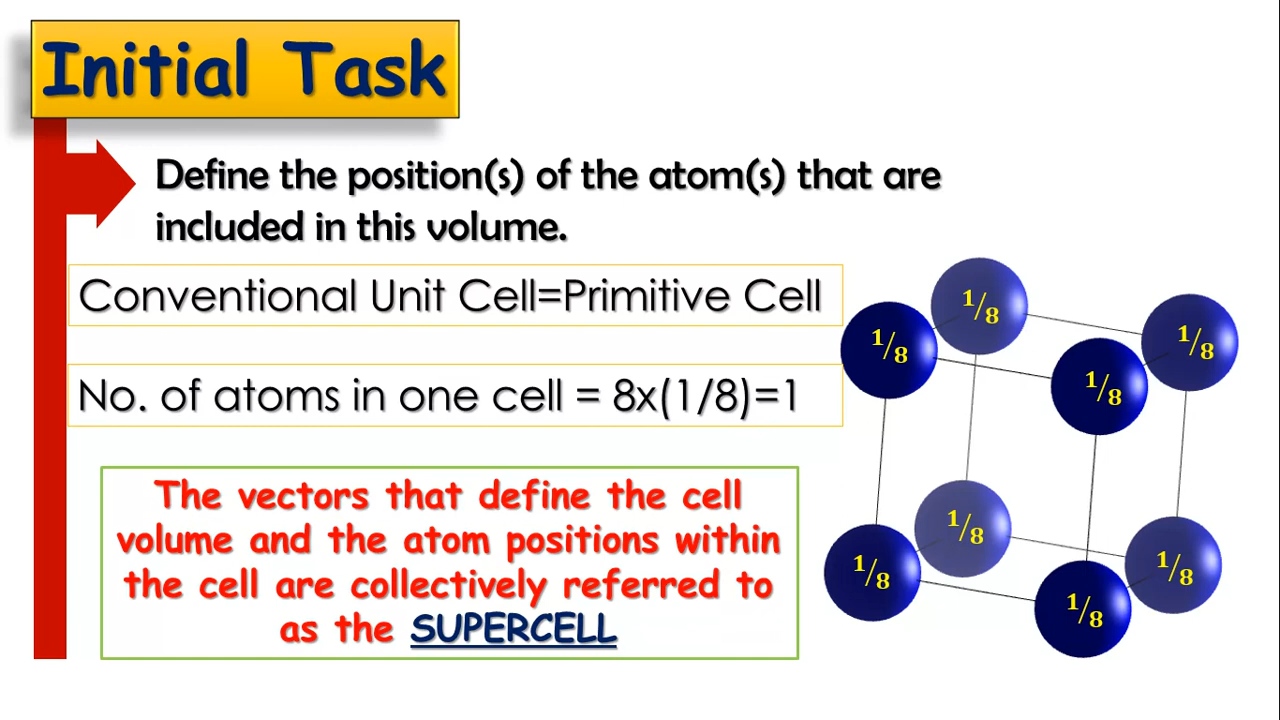 Initial Task
Define the position(s) of the atom(s) that are
included in this volume.
Conventional Unit Cell=Primitive Cell
No. of atoms in one cell = 8x(1/8)=1
The vectors that define the cell
volume and the atom positions within
the cell are collectively referred to
as the SUPERCELL
1/8
1/8
1/8
1/8
1/8
1/8
1/8
1/8